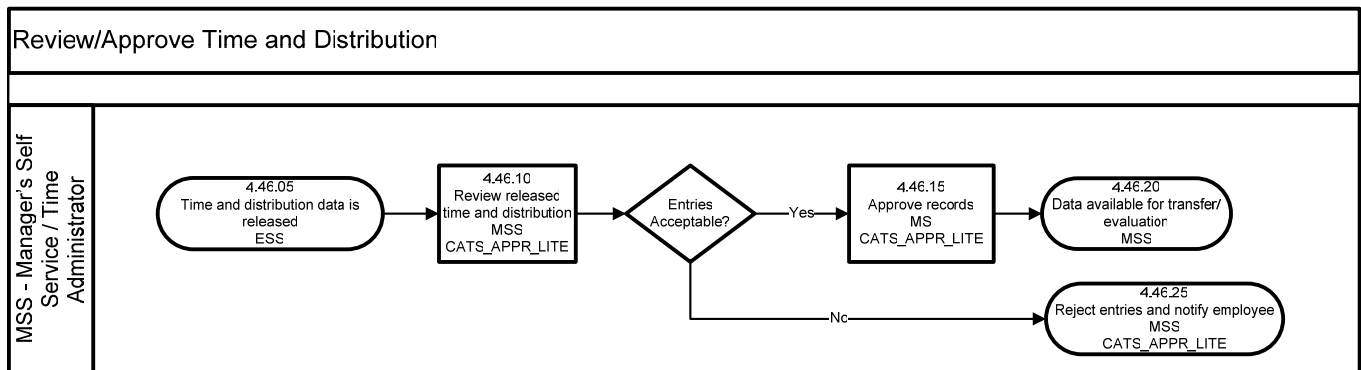 Review/Approve Time and Distribution
MSS - Manager's Self
Service / Time
Administrator
4.46.05
Time and distribution data is
released
ESS
4.46.10
Review released
time and distribution
MSS
CATS_APPR_LITE
Entries
Acceptable?
Yes
4.46.15
Approve records
MS
CATS_APPR_LITE
4.46.20
Data available for transfer/
evaluation
MSS
No
4.46.25
Reject entries and notify employee
MSS
CATS_APPR_LITE